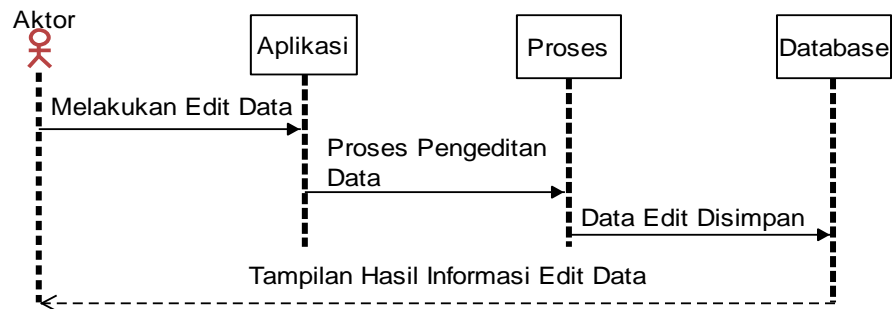 Aktor
Aplikasi
Proses
Database
Melakukan Edit Data
Proses Pengeditan
Data
Data Edit Disimpan
Tampilan Hasil Informasi Edit Data